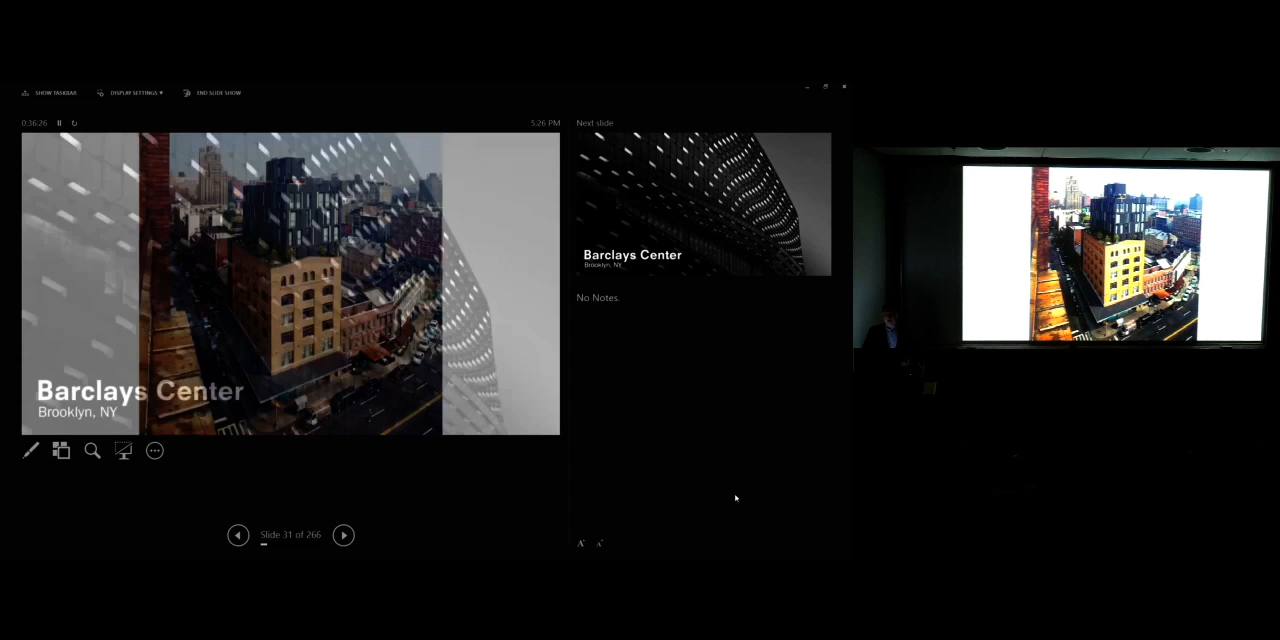 SHOW TASKBAR DISPLAY SETTINGS ▾ END SLIDE SHOW
0:36:26 5:26 PM Next slide
Barclays Center
Brooklyn, NY
Barclays Center
Brooklyn, NY
No Notes.
Slide 31 of 266
A A